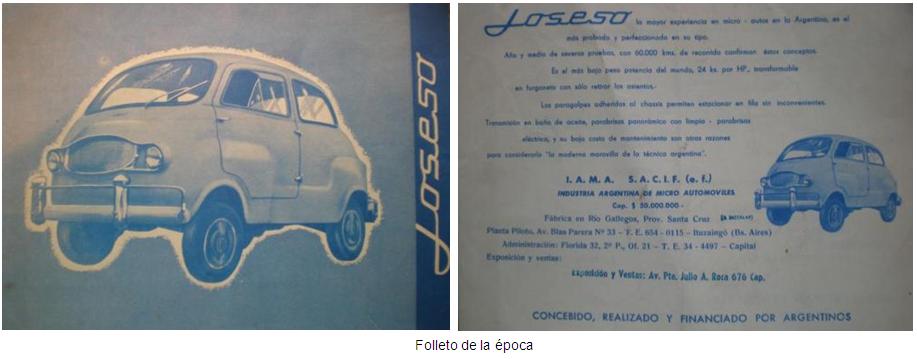 Joseso
Joseso la mayor experiencia en micro - autos en la Argentina, es el
más probado y perfeccionado en su tipo.
Año y medio de severas pruebas, con 60.000 kms. de recorrido confirman éstos conceptos.
Es el más bajo peso potencia del mundo, 24 ks. por HP., transformable
en furgoneta con sólo retirar los asientos.-
Los paragolpes adheridos al chassis permiten estacionar en fila sin inconvenientes.
Transmisión en baño de aceite, parabrisas panorámico con limpia - parabrisas
eléctrico, y su bajo costo de mantenimiento son otras razones
para considerarlo "la moderna maravilla de la técnica argentina".
I. A. M. A. S. A. C. I. F. (e. f.)
INDUSTRIA ARGENTINA DE MICRO AUTOMOVILES
Cap. $ 50.000.000.-
Fábrica en Río Gallegos, Prov. Santa Cruz (A INSTALAR)
Planta Piloto, Av. Blas Parera Nº 33 - T. E. 654 - 0115 - Ituzaingó (Bs. Aires)
Administración: Florida 32, 2º P., Of. 21 - T. E. 34 - 4497 - Capital
Exposición y ventas:
Exposición y Ventas: Av. Pte. Julio A. Roca 676 Cap.
CONCEBIDO, REALIZADO Y FINANCIADO POR ARGENTINOS
Folleto de la época